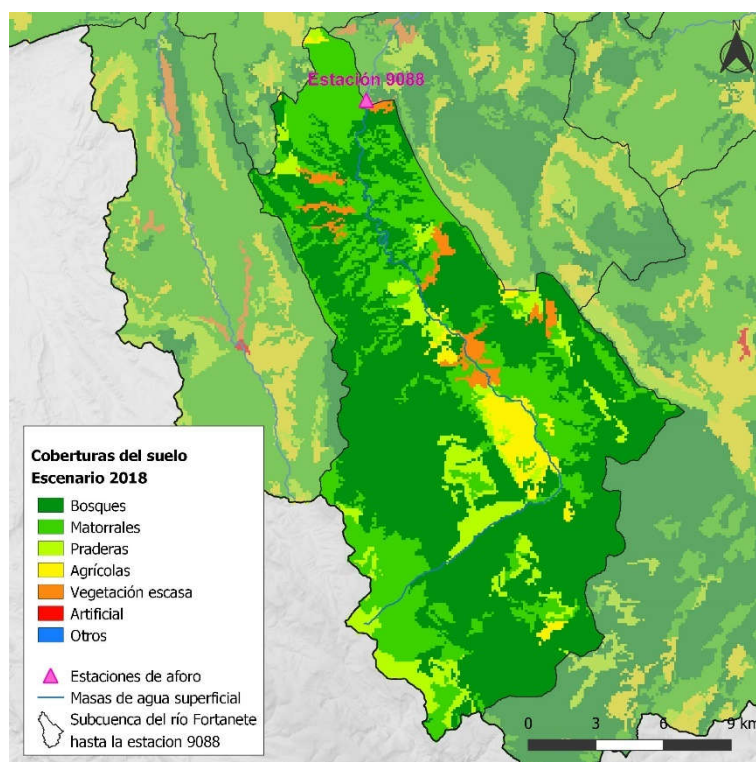 N
Estación 9088
Coberturas del suelo
Escenario 2018
Bosques
Matorrales
Praderas
Agrícolas
Vegetación escasa
Artificial
Otros
Estaciones de aforo
Masas de agua superficial
Subcuenca del río Fortanete
hasta la estacion 9088
0 3 6 9 km